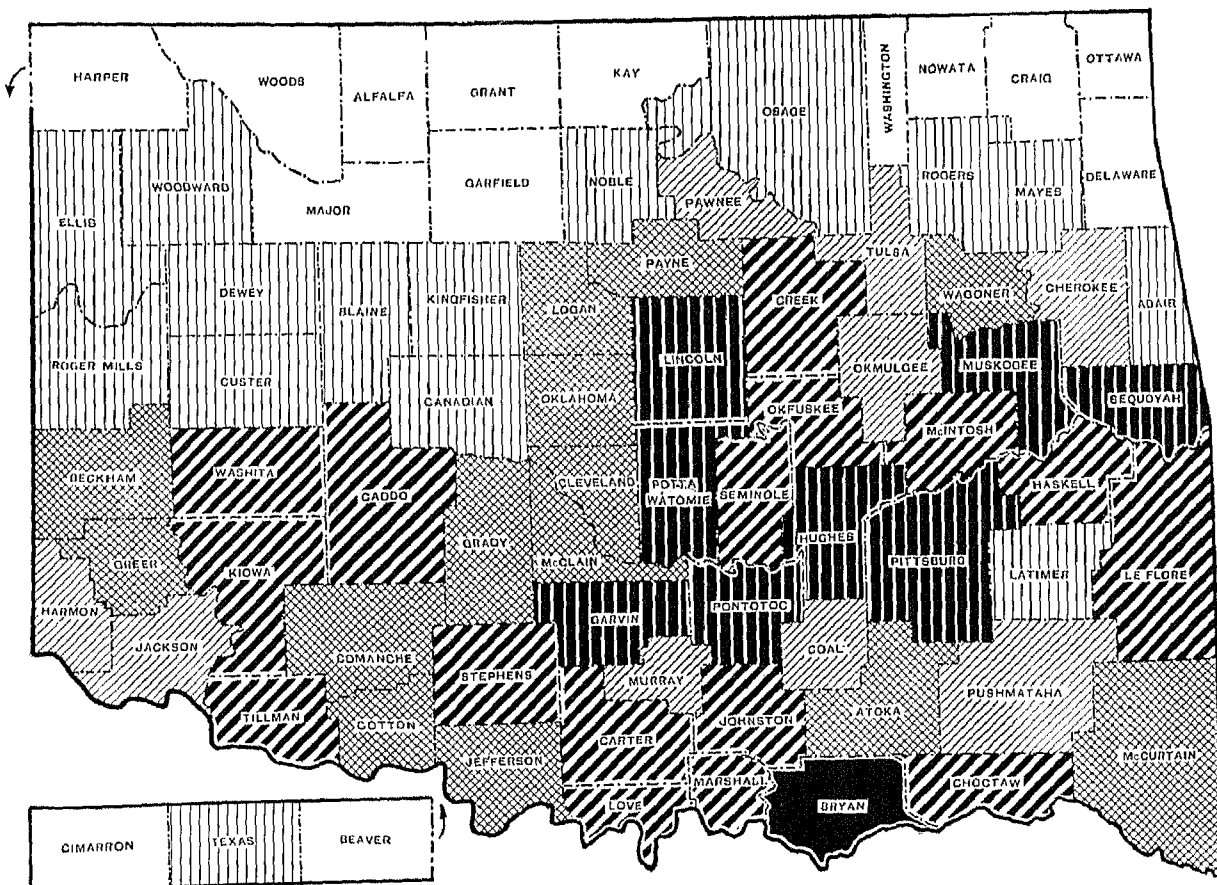 HARPER
WOODS
ALFALFA
GRANT
KAY
OSAGE
WASHINGTON
NOWATA
CRAIG
OTTAWA
ELLIS
WOODWARD
MAJOR
GARFIELD
NOBLE
PAWNEE
ROGERS
MAYES
DELAWARE
DEWEY
BLAINE
KINGFISHER
LOGAN
PAYNE
CREEK
TULSA
WAGONER
CHEROKEE
ADAIR
ROGER MILLS
CUSTER
CANADIAN
OKLAHOMA
LINCOLN
OKFUSKEE
OKMULGEE
MUSKOGEE
SEQUOYAH
BECKHAM
WASHITA
CADDO
GRADY
CLEVELAND
POTTA
WATOMIE
SEMINOLE
HUGHES
McINTOSH
HASKELL
GREER
KIOWA
McCLAIN
PITTSBURG
LATIMER
LE FLORE
HARMON
JACKSON
COMANCHE
STEPHENS
GARVIN
PONTOTOC
COAL
MURRAY
PUSHMATAHA
TILLMAN
COTTON
JEFFERSON
CARTER
JOHNSTON
ATOKA
McCURTAIN
LOVE
MARSHALL
BRYAN
CHOCTAW
CIMARRON
TEXAS
BEAVER